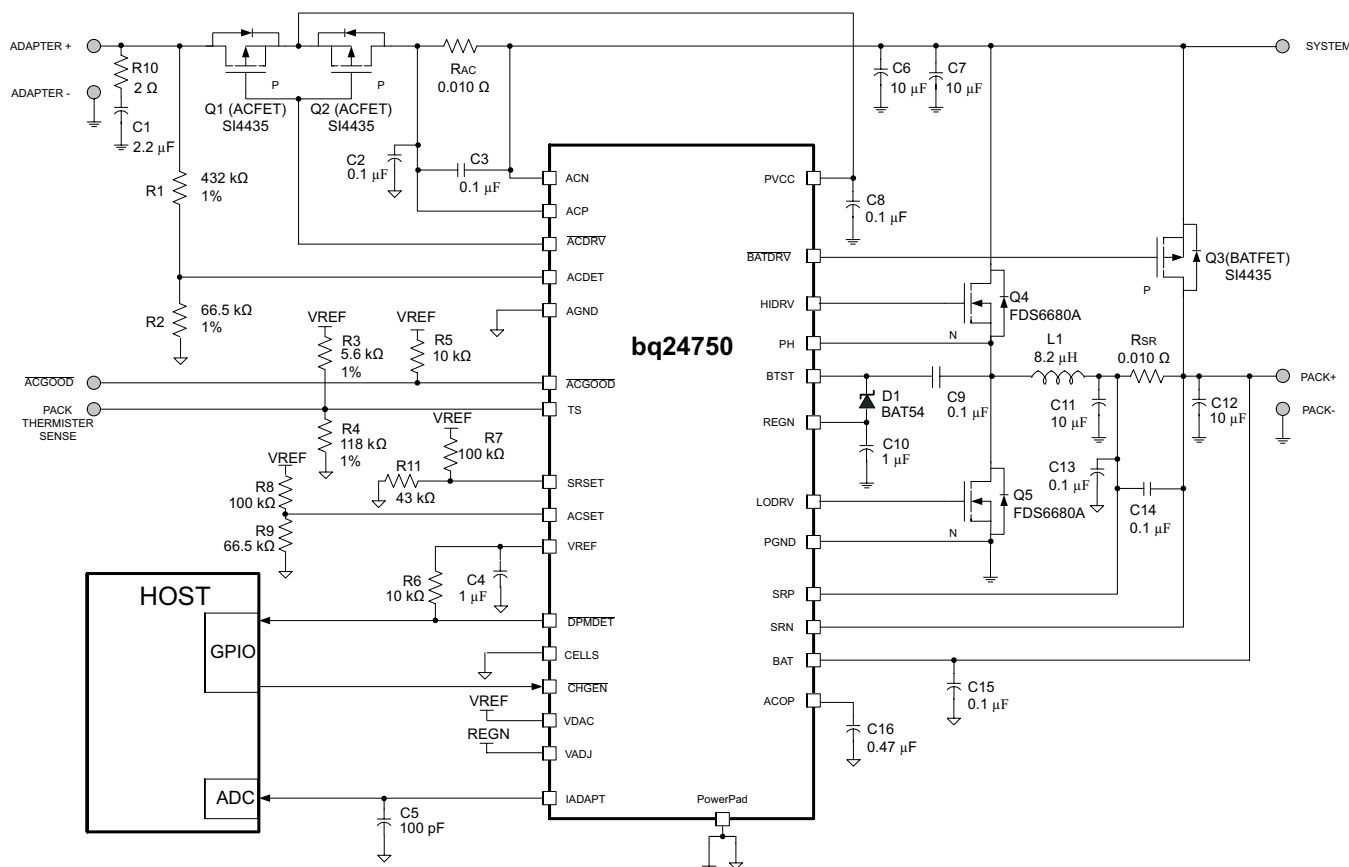 ADAPTER +
R10
2 Ω
ADAPTER -
C1
2.2 µF
P
Q1 (ACFET)
SI4435
P
Q2 (ACFET)
SI4435
RAC
0.010 Ω
C6
10 µF
C7
10 µF
SYSTEM
R1
432 kΩ
1%
R2
66.5 kΩ
1%
C2
0.1 µF
C3
0.1 µF
C8
0.1 µF
Q3(BATFET)
SI4435
P
Q4
FDS6680A
N
VREF
R3
5.6 kΩ
1%
VREF
R5
10 kΩ
ACGOOD
PACK
THERMISTER
SENSE
R4
118 kΩ
1%
VREF
R7
100 kΩ
R11
43 kΩ
VREF
R8
100 kΩ
R9
66.5 kΩ
R6
10 kΩ
C4
1 µF
HOST
GPIO
ADC
VREF
REGN
C5
100 pF
bq24750
ACN
ACP
ACDRV
ACDET
AGND
ACGOOD
TS
SRSET
ACSET
VREF
DPMDET
CELLS
CHGEN
VDAC
VADJ
IADAPT
PVCC
BATDRV
HIDRV
PH
BTST
REGN
LODRV
PGND
SRP
SRN
BAT
ACOP
PowerPad
D1
BAT54
C9
0.1 µF
C10
1 µF
L1
8.2 µH
RSR
0.010 Ω
C11
10 µF
C12
10 µF
PACK+
PACK-
C13
0.1 µF
C14
0.1 µF
Q5
FDS6680A
N
C15
0.1 µF
C16
0.47 µF